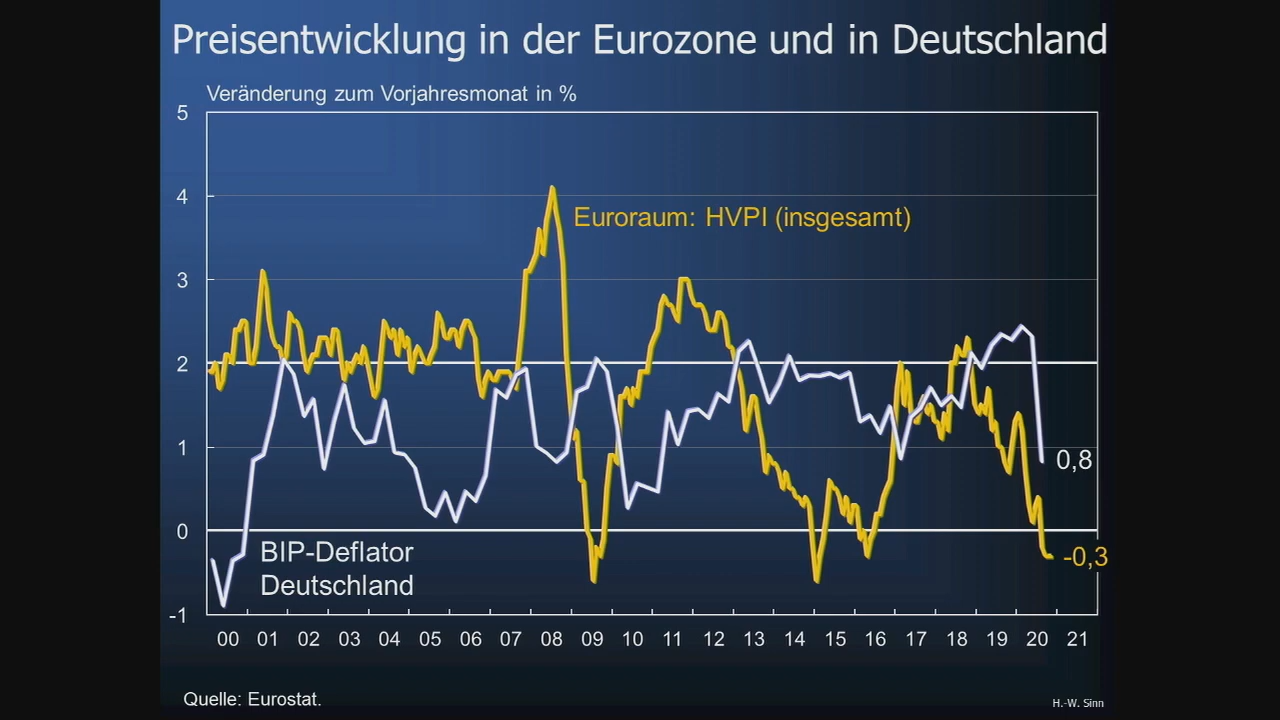 Preisentwicklung in der Eurozone und in Deutschland
Veränderung zum Vorjahresmonat in %
5
4
Euroraum: HVPI (insgesamt)
3
2
1
0,8
0
BIP-Deflator
Deutschland
-0,3
-1
00 01 02 03 04 05 06 07 08 09 10 11 12 13 14 15 16 17 18 19 20 21
Quelle: Eurostat.
H.-W. Sinn